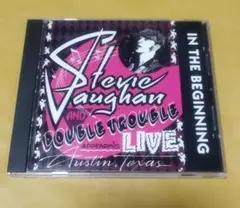 Stevie
Vaughan
AND
DOUBLE TROUBLE
APPEARING
LIVE
Austin, Texas
IN THE BEGINNING